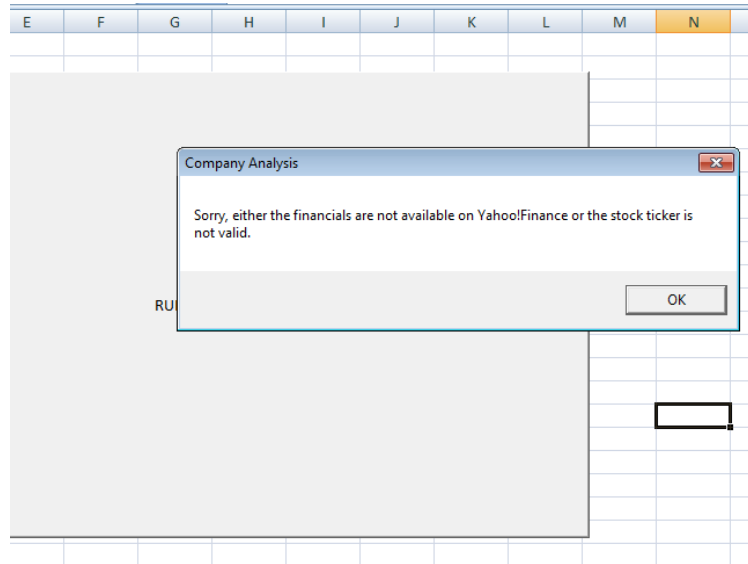 E F G H I J K L M N
Company Analysis
Sorry, either the financials are not available on Yahoo!Finance or the stock ticker is
not valid.
OK